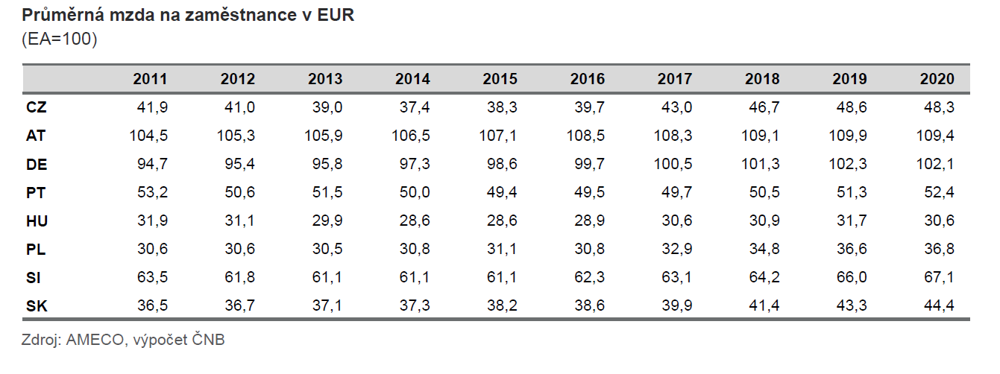 Průměrná mzda na zaměstnance v EUR
(EA=100)
2011 2012 2013 2014 2015 2016 2017 2018 2019 2020
CZ 41,9 41,0 39,0 37,4 38,3 39,7 43,0 46,7 48,6 48,3
AT 104,5 105,3 105,9 106,5 107,1 108,5 108,3 109,1 109,9 109,4
DE 94,7 95,4 95,8 97,3 98,6 99,7 100,5 101,3 102,3 102,1
PT 53,2 50,6 51,5 50,0 49,4 49,5 49,7 50,5 51,3 52,4
HU 31,9 31,1 29,9 28,6 28,6 28,9 30,6 30,9 31,7 30,6
PL 30,6 30,6 30,5 30,8 31,1 30,8 32,9 34,8 36,6 36,8
SI 63,5 61,8 61,1 61,1 61,1 62,3 63,1 64,2 66,0 67,1
SK 36,5 36,7 37,1 37,3 38,2 38,6 39,9 41,4 43,3 44,4
Zdroj: AMECO, výpočet ČNB